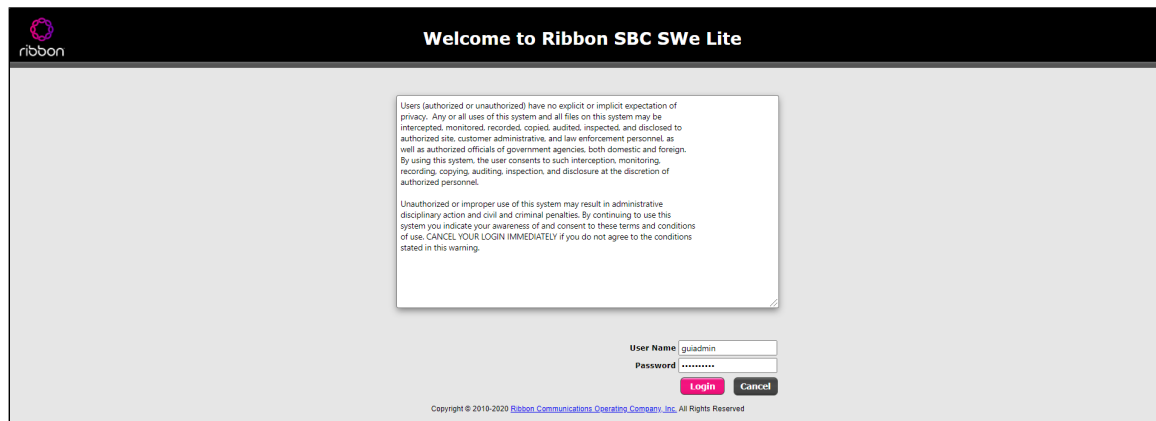 ribbon
Welcome to Ribbon SBC SWe Lite
Users (authorized or unauthorized) have no explicit or implicit expectation of
privacy. Any or all uses of this system and all files on this system may be
intercepted, monitored, recorded, copied, audited, inspected, and disclosed to
authorized site, customer administrative, and law enforcement personnel, as
well as authorized officials of government agencies, both domestic and foreign.
By using this system, the user consents to such interception, monitoring,
recording, copying, auditing, inspection, and disclosure at the discretion of
authorized personnel.
Unauthorized or improper use of this system may result in administrative
disciplinary action and civil and criminal penalties. By continuing to use this
system you indicate your awareness of and consent to these terms and conditions
of use. CANCEL YOUR LOGIN IMMEDIATELY if you do not agree to the conditions
stated in this warning.
User Name guiadmin
Password ••••••••••
Login Cancel
Copyright © 2010-2020 Ribbon Communications Operating Company, Inc. All Rights Reserved